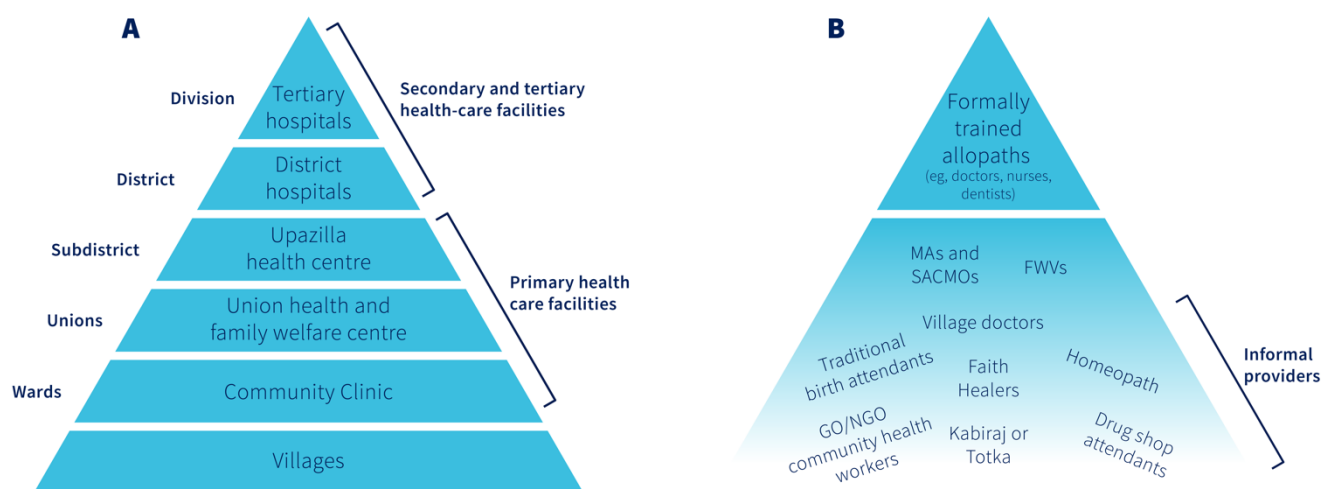 A
Division
Tertiary
hospitals
Secondary and tertiary
health-care facilities
District
District
hospitals
Subdistrict
Upazilla
health centre
Primary health
care facilities
Unions
Union health and
family welfare centre
Wards
Community Clinic
Villages
B
Formally
trained
allopaths
(eg, doctors, nurses,
dentists)
MAs and
SACMOs
FWVs
Village doctors
Traditional
birth attendants
Faith
Healers
Homeopath
Informal
providers
GO/NGO
community health
workers
Kabiraj or
Totka
Drug shop
attendants